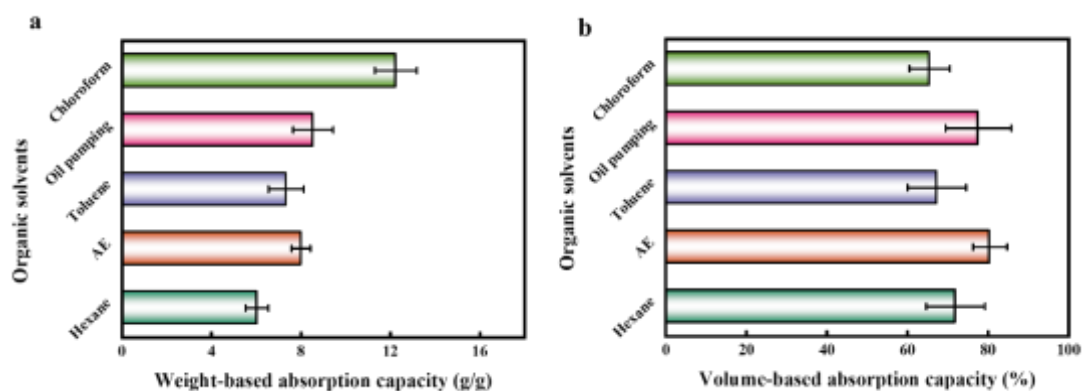 a
Organic solvents
Chloroform
Oil pumping
Toluene
AE
Hexane
0 4 8 12 16
Weight-based absorption capacity (g/g)
b
Organic solvents
Chloroform
Oil pumping
Toluene
AE
Hexane
0 20 40 60 80 100
Volume-based absorption capacity (%)